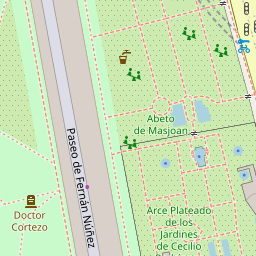 Abeto
de Masjoan
Paseo de Fernán Núñez
Doctor
Cortezo
Arce Plateado
de los
Jardines
de Cecilio